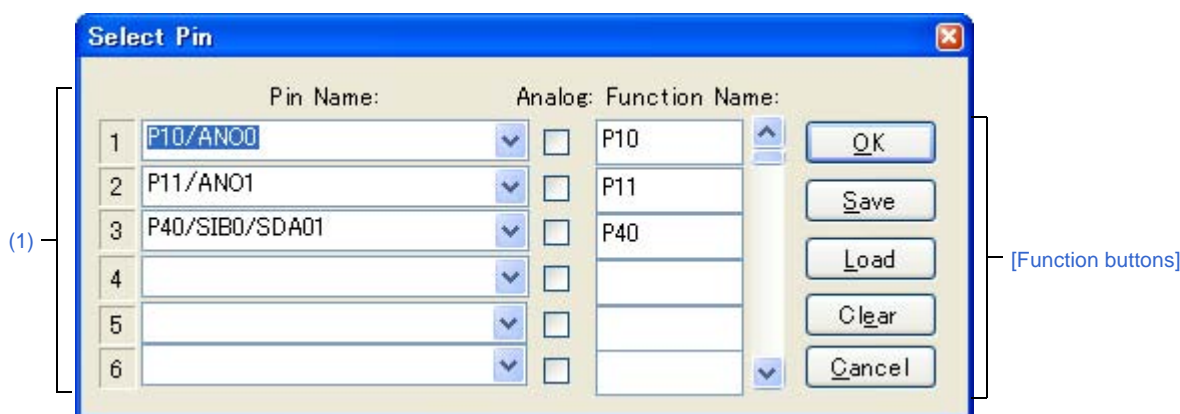 Select Pin
Pin Name: Analog: Function Name:
1 P10/ANO0 P10 OK
2 P11/ANO1 P11 Save
3 P40/SIB0/SDA01 P40
(1)
4 Load
[Function buttons]
5 Clear
6 Cancel